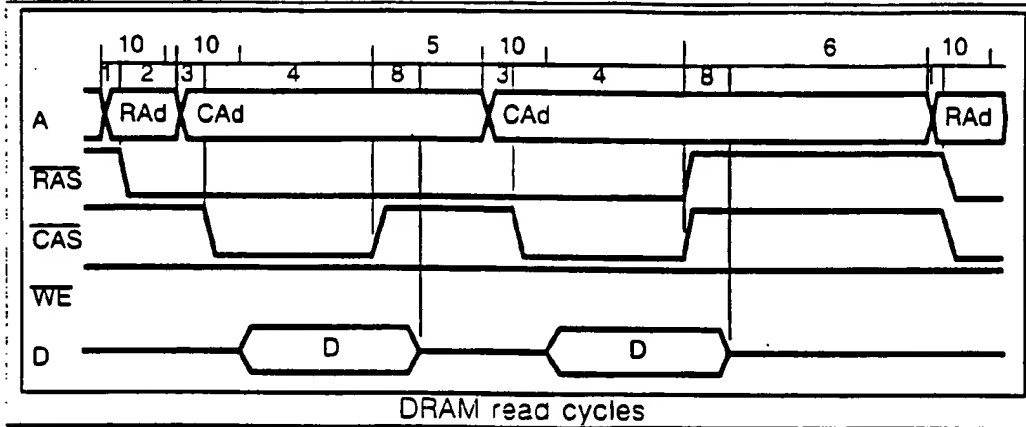 10 10 5 10 6 10
1 2 3 4 8 3 4 8 1
A RAd CAd CAd RAd
RAS
CAS
WE
D D D
DRAM read cycles